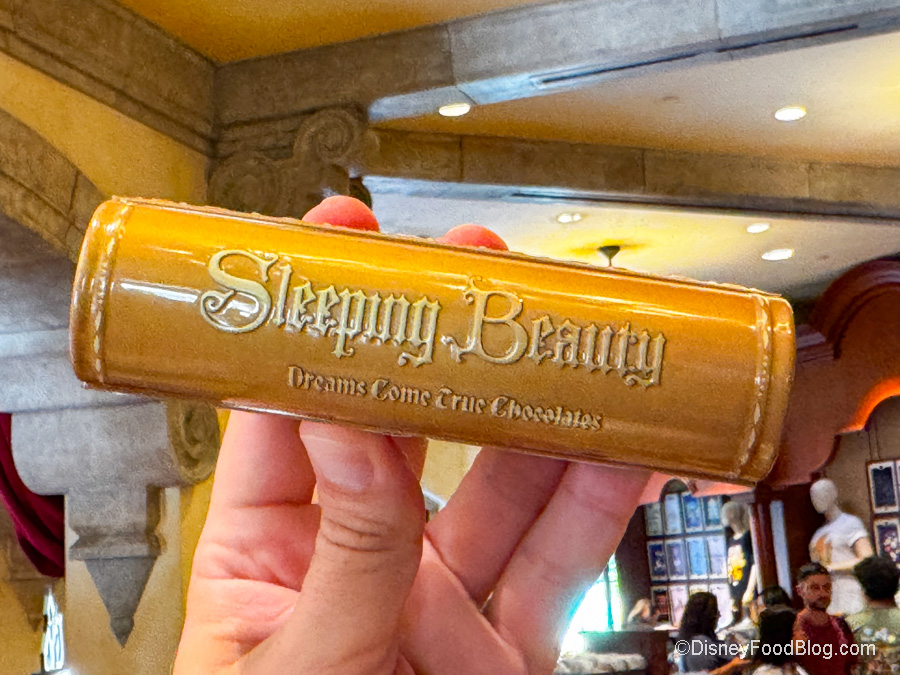 Sleeping Beauty
Dreams Come True Chocolates
©DisneyFoodBlog.com